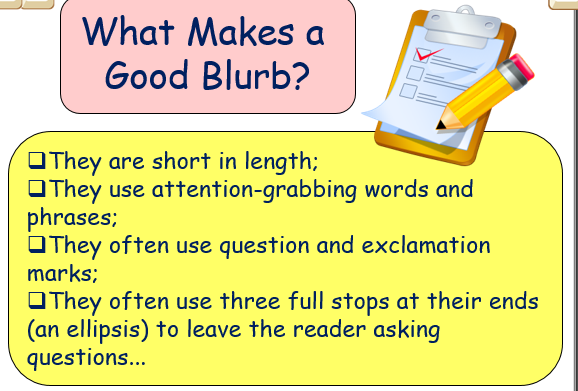 What Makes a
Good Blurb?
❑They are short in length;
❑They use attention-grabbing words and
phrases;
❑They often use question and exclamation
marks;
❑They often use three full stops at their ends
(an ellipsis) to leave the reader asking
questions...